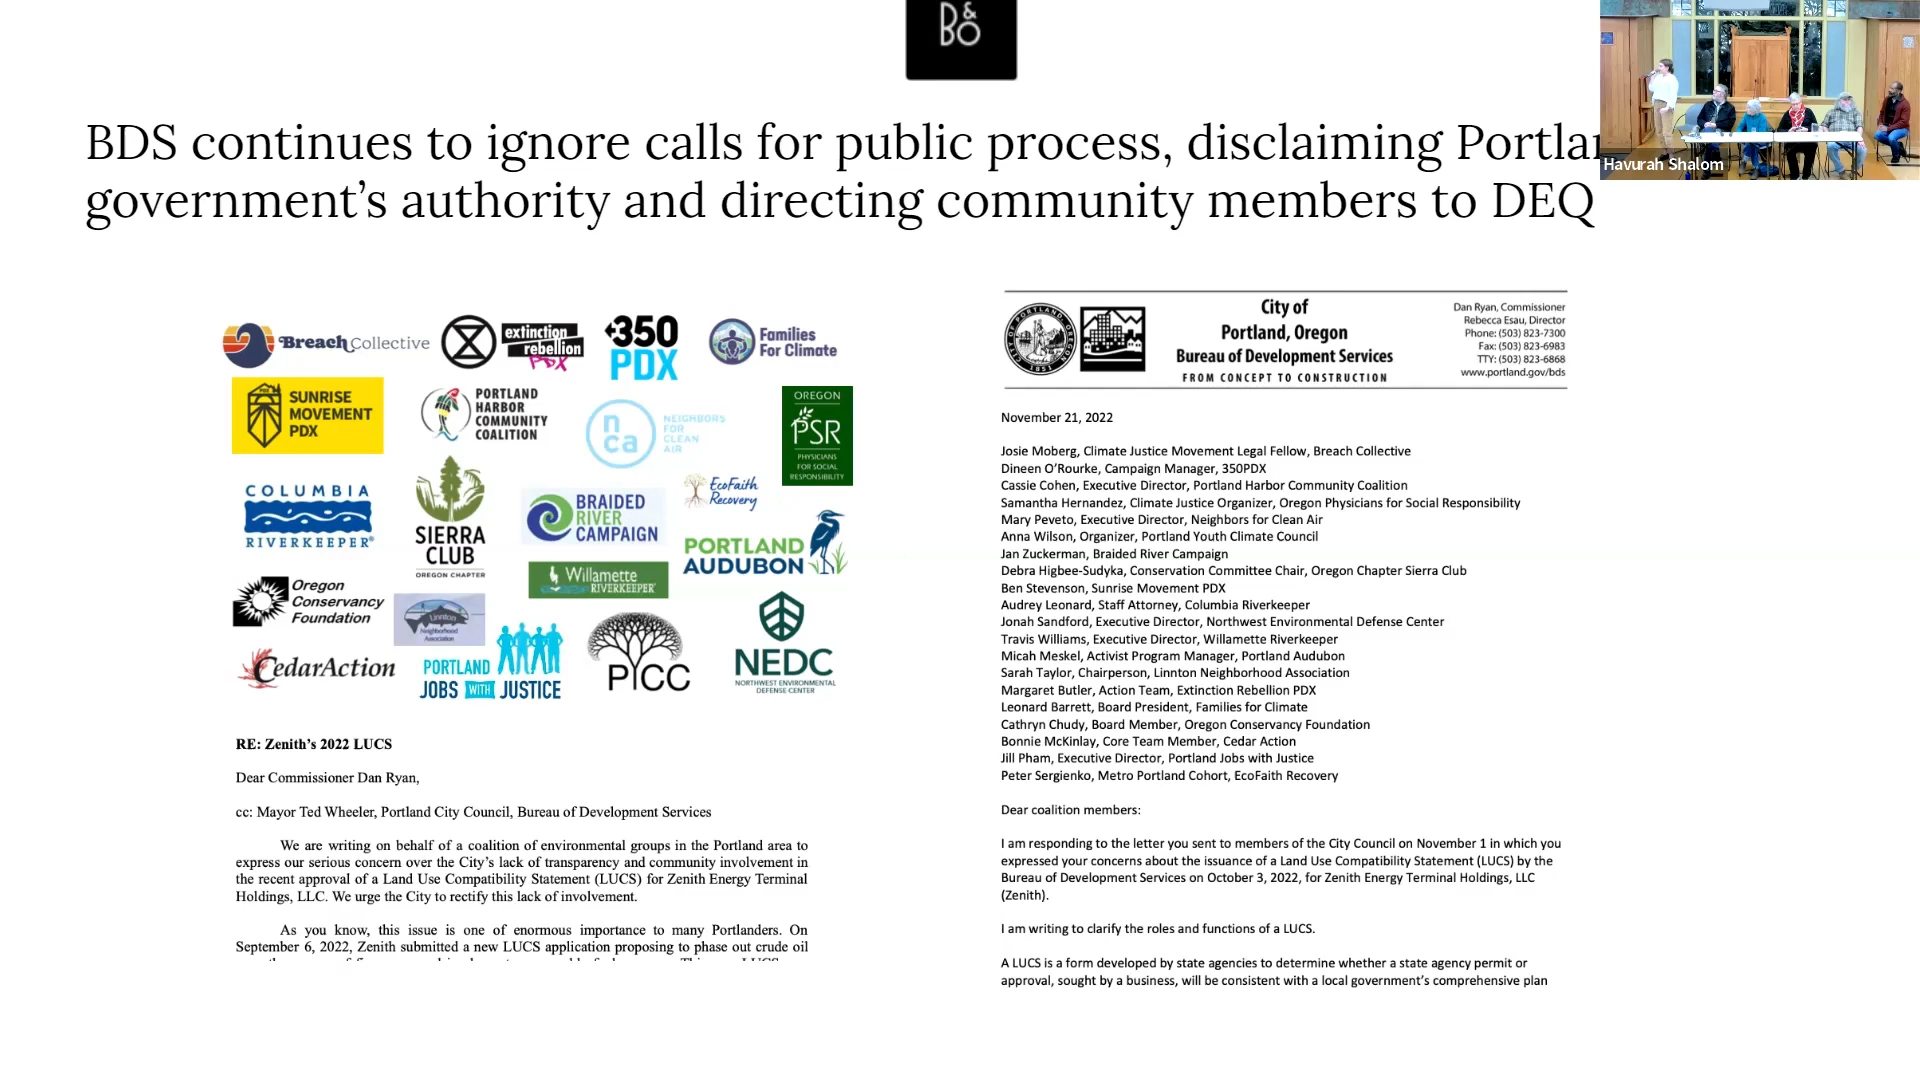 B&O
BDS continues to ignore calls for public process, disclaiming
government's authority and directing community members to DEQ
Havurah Shalom
BreachCollective
extinction
rebellion
PDX
350
PDX
Families
For Climate
SUNRISE
MOVEMENT
PDX
PORTLAND
HARBOR
COMMUNITY
COALITION
nca
NEIGHBORS
FOR
CLEAN
AIR
OREGON
PSR
PHYSICIANS
FOR SOCIAL
RESPONSIBILITY
COLUMBIA
RIVERKEEPER®
SIERRA
CLUB
OREGON CHAPTER
BRAIDED
RIVER
CAMPAIGN
EcoFaith
Recovery
PORTLAND
AUDUBON
Willamette
RIVERKEEPER®
Oregon
Conservancy
Foundation
Linnton
Neighborhood
Association
CedarAction
PORTLAND
JOBS WITH JUSTICE
PYCC
NEDC
NORTHWEST ENVIRONMENTAL
DEFENSE CENTER
RE: Zenith's 2022 LUCS
Dear Commissioner Dan Ryan,
cc: Mayor Ted Wheeler, Portland City Council, Bureau of Development Services
We are writing on behalf of a coalition of environmental groups in the Portland area to
express our serious concern over the City's lack of transparency and community involvement in
the recent approval of a Land Use Compatibility Statement (LUCS) for Zenith Energy Terminal
Holdings, LLC. We urge the City to rectify this lack of involvement.
As you know, this issue is one of enormous importance to many Portlanders. On
September 6, 2022, Zenith submitted a new LUCS application proposing to phase out crude oil
City of
Portland, Oregon
Bureau of Development Services
FROM CONCEPT TO CONSTRUCTION
Dan Ryan, Commissioner
Rebecca Esau, Director
Phone: (503) 823-7300
Fax: (503) 823-6983
TTY: (503) 823-6868
www.portland.gov/bds
November 21, 2022
Josie Moberg, Climate Justice Movement Legal Fellow, Breach Collective
Dineen O'Rourke, Campaign Manager, 350PDX
Cassie Cohen, Executive Director, Portland Harbor Community Coalition
Samantha Hernandez, Climate Justice Organizer, Oregon Physicians for Social Responsibility
Mary Peveto, Executive Director, Neighbors for Clean Air
Anna Wilson, Organizer, Portland Youth Climate Council
Jan Zuckerman, Braided River Campaign
Debra Higbee-Sudyka, Conservation Committee Chair, Oregon Chapter Sierra Club
Ben Stevenson, Sunrise Movement PDX
Audrey Leonard, Staff Attorney, Columbia Riverkeeper
Jonah Sandford, Executive Director, Northwest Environmental Defense Center
Travis Williams, Executive Director, Willamette Riverkeeper
Micah Meskel, Activist Program Manager, Portland Audubon
Sarah Taylor, Chairperson, Linnton Neighborhood Association
Margaret Butler, Action Team, Extinction Rebellion PDX
Leonard Barrett, Board President, Families for Climate
Cathryn Chudy, Board Member, Oregon Conservancy Foundation
Bonnie McKinlay, Core Team Member, Cedar Action
Jill Pham, Executive Director, Portland Jobs with Justice
Peter Sergienko, Metro Portland Cohort, EcoFaith Recovery
Dear coalition members:
I am responding to the letter you sent to members of the City Council on November 1 in which you
expressed your concerns about the issuance of a Land Use Compatibility Statement (LUCS) by the
Bureau of Development Services on October 3, 2022, for Zenith Energy Terminal Holdings, LLC
(Zenith).
I am writing to clarify the roles and functions of a LUCS.
A LUCS is a form developed by state agencies to determine whether a state agency permit or
approval, sought by a business, will be consistent with a local government's comprehensive plan